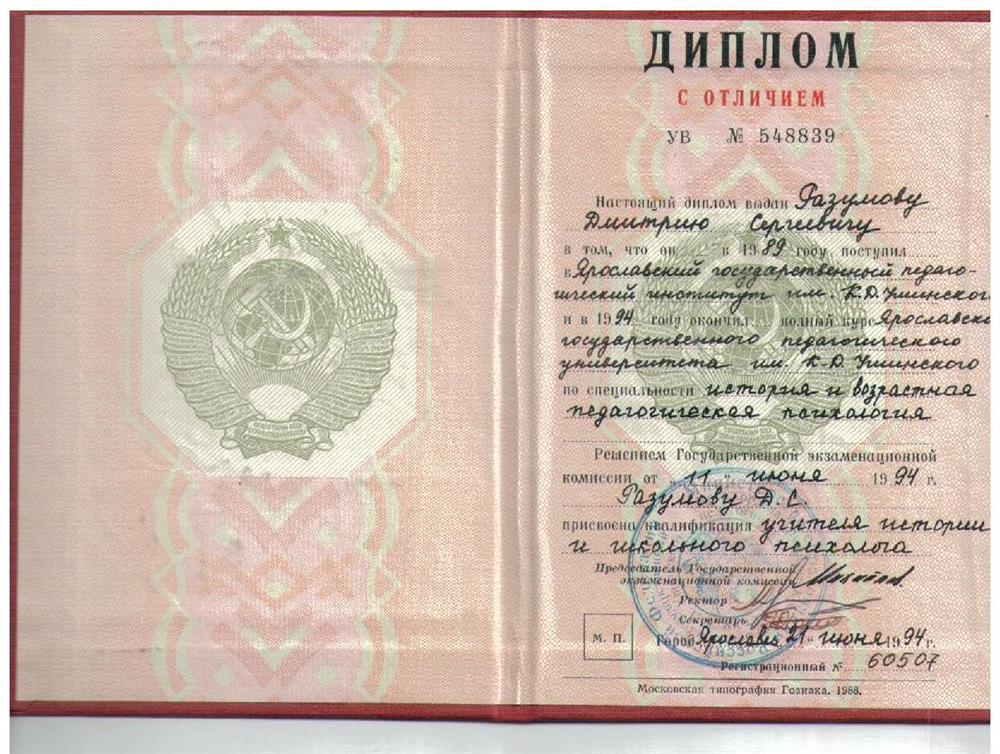 ДИПЛОМ
С ОТЛИЧИЕМ
УВ № 548839
Настоящий диплом выдан Разумову
Дмитрию Сергеевичу
в том, что он в 1989 году поступил
в Ярославский государственный педаго-
гический институт им. К.Д.Ушинского
и в 1994 году окончил полный курс Ярославско
государственного педагогического
университета им. К.Д.Ушинского
по специальности история и возрастная
педагогическая психология
Решением Государственной экзаменационной
комиссии от „11" июня 1994 г.
Разумову Д.С.
присвоена квалификация учителя истории
и школьного психолога
Председатель Государственной
экзаменационной комиссии
Ректор
Секретарь
М. П.
Город Ярославль, 21 июня 1994 г.
Регистрационный № 60507
Московская типография Гознака. 1988.